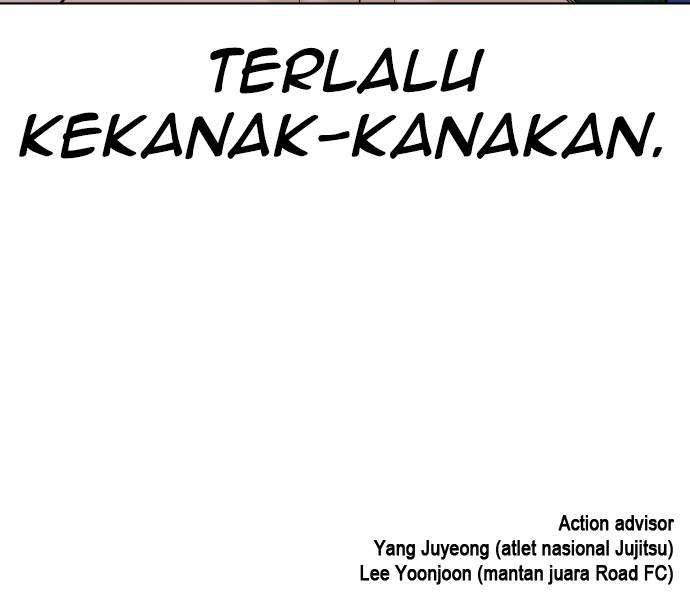 TERLALU
KEKANAK-KANAKAN.
Action advisor
Yang Juyeong (atlet nasional Jujitsu)
Lee Yoonjoon (mantan juara Road FC)